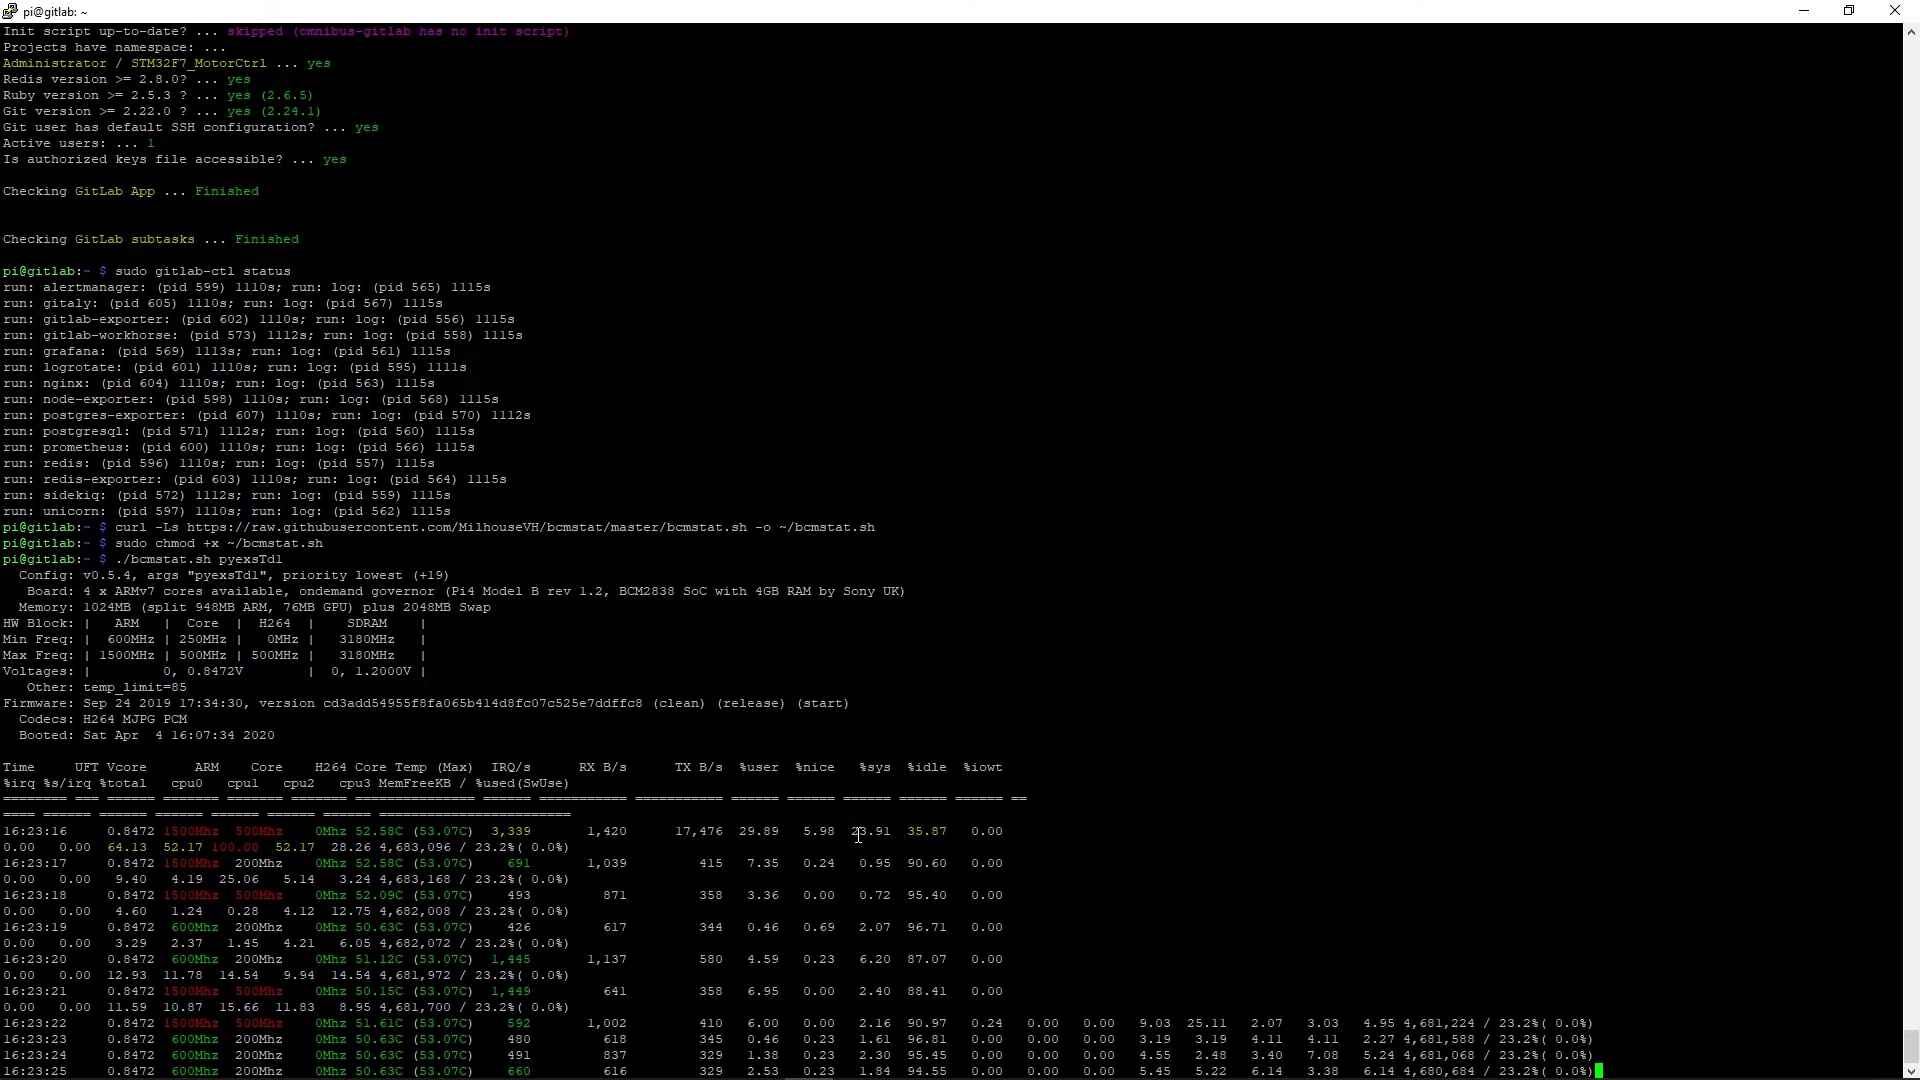 pi@gitlab: ~
Init script up-to-date? ... skipped (omnibus-gitlab has no init script)
Projects have namespace: ...
Administrator / STM32F7_MotorCtrl ... yes
Redis version >= 2.8.0? ... yes
Ruby version >= 2.5.3 ? ... yes (2.6.5)
Git version >= 2.22.0 ? ... yes (2.24.1)
Git user has default SSH configuration? ... yes
Active users: ... 1
Is authorized keys file accessible? ... yes
Checking GitLab App ... Finished
Checking GitLab subtasks ... Finished
pi@gitlab:~ $ sudo gitlab-ctl status
run: alertmanager: (pid 599) 1110s; run: log: (pid 565) 1115s
run: gitaly: (pid 605) 1110s; run: log: (pid 567) 1115s
run: gitlab-exporter: (pid 602) 1110s; run: log: (pid 556) 1115s
run: gitlab-workhorse: (pid 573) 1112s; run: log: (pid 558) 1115s
run: grafana: (pid 569) 1113s; run: log: (pid 561) 1115s
run: logrotate: (pid 601) 1110s; run: log: (pid 595) 1111s
run: nginx: (pid 604) 1110s; run: log: (pid 563) 1115s
run: node-exporter: (pid 598) 1110s; run: log: (pid 568) 1115s
run: postgres-exporter: (pid 607) 1110s; run: log: (pid 570) 1112s
run: postgresql: (pid 571) 1112s; run: log: (pid 560) 1115s
run: prometheus: (pid 600) 1110s; run: log: (pid 566) 1115s
run: redis: (pid 596) 1110s; run: log: (pid 557) 1115s
run: redis-exporter: (pid 603) 1110s; run: log: (pid 564) 1115s
run: sidekiq: (pid 572) 1112s; run: log: (pid 559) 1115s
run: unicorn: (pid 597) 1110s; run: log: (pid 562) 1115s
pi@gitlab:~ $ curl -Ls https://raw.githubusercontent.com/MilhouseVH/bcmstat/master/bcmstat.sh -o ~/bcmstat.sh
pi@gitlab:~ $ sudo chmod +x ~/bcmstat.sh
pi@gitlab:~ $ ./bcmstat.sh pyexsTd1
Config: v0.5.4, args "pyexsTd1", priority lowest (+19)
Board: 4 x ARMv7 cores available, ondemand governor (Pi4 Model B rev 1.2, BCM2838 SoC with 4GB RAM by Sony UK)
Memory: 1024MB (split 948MB ARM, 76MB GPU) plus 2048MB Swap
HW Block: | ARM | Core | H264 | SDRAM |
Min Freq: | 600MHz | 250MHz | 0MHz | 3180MHz |
Max Freq: | 1500MHz | 500MHz | 500MHz | 3180MHz |
Voltages: | 0, 0.8472V | 0, 1.2000V |
Other: temp_limit=85
Firmware: Sep 24 2019 17:34:30, version cd3add54955f8fa065b414d8fc07c525e7ddffc8 (clean) (release) (start)
Codecs: H264 MJPG PCM
Booted: Sat Apr 4 16:07:34 2020
Time UFT Vcore ARM Core H264 Core Temp (Max) IRQ/s RX B/s TX B/s %user %nice %sys %idle %iowt
%irq %s/irq %total cpu0 cpu1 cpu2 cpu3 MemFreeKB / %used(SwUse)
======== === ====== ======= ======= ======= =============== ====== =========== =========== ====== ====== ====== ====== ====== ==
==== ====== ====== ====== ====== ====== ====== ========================
16:23:16 0.8472 1500Mhz 500Mhz 0Mhz 52.58C (53.07C) 3,339 1,420 17,476 29.89 5.98 23.91 35.87 0.00
0.00 0.00 64.13 52.17 100.00 52.17 28.26 4,683,096 / 23.2%( 0.0%)
16:23:17 0.8472 1500Mhz 200Mhz 0Mhz 52.58C (53.07C) 691 1,039 415 7.35 0.24 0.95 90.60 0.00
0.00 0.00 9.40 4.19 25.06 5.14 3.24 4,683,168 / 23.2%( 0.0%)
16:23:18 0.8472 1500Mhz 500Mhz 0Mhz 52.09C (53.07C) 493 871 358 3.36 0.00 0.72 95.40 0.00
0.00 0.00 4.60 1.24 0.28 4.12 12.75 4,682,008 / 23.2%( 0.0%)
16:23:19 0.8472 600Mhz 200Mhz 0Mhz 50.63C (53.07C) 426 617 344 0.46 0.69 2.07 96.71 0.00
0.00 0.00 3.29 2.37 1.45 4.21 6.05 4,682,072 / 23.2%( 0.0%)
16:23:20 0.8472 600Mhz 200Mhz 0Mhz 51.12C (53.07C) 1,445 1,137 580 4.59 0.23 6.20 87.07 0.00
0.00 0.00 12.93 11.78 14.54 9.94 14.54 4,681,972 / 23.2%( 0.0%)
16:23:21 0.8472 1500Mhz 500Mhz 0Mhz 50.15C (53.07C) 1,449 641 358 6.95 0.00 2.40 88.41 0.00
0.00 0.00 11.59 10.87 15.66 11.83 8.95 4,681,700 / 23.2%( 0.0%)
16:23:22 0.8472 1500Mhz 500Mhz 0Mhz 51.61C (53.07C) 592 1,002 410 6.00 0.00 2.16 90.97 0.24 0.00 0.00 9.03 25.11 2.07 3.03 4.95 4,681,224 / 23.2%( 0.0%)
16:23:23 0.8472 600Mhz 200Mhz 0Mhz 50.63C (53.07C) 480 618 345 0.46 0.23 1.61 96.81 0.00 0.00 0.00 3.19 3.19 4.11 4.11 2.27 4,681,588 / 23.2%( 0.0%)
16:23:24 0.8472 600Mhz 200Mhz 0Mhz 50.63C (53.07C) 491 837 329 1.38 0.23 2.30 95.45 0.00 0.00 0.00 4.55 2.48 3.40 7.08 5.24 4,681,068 / 23.2%( 0.0%)
16:23:25 0.8472 600Mhz 200Mhz 0Mhz 50.63C (53.07C) 660 616 329 2.53 0.23 1.84 94.55 0.00 0.00 0.00 5.45 5.22 6.14 3.38 6.14 4,680,684 / 23.2%( 0.0%)